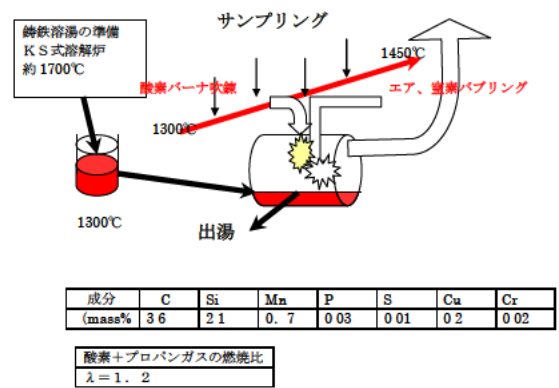 鋳鉄溶湯の準備
KS式溶解炉
約1700℃
サンプリング
1450℃
酸素バーナ吹錬
エア、窒素バブリング
1300℃
1300℃
出湯
成分 C Si Mn P S Cu Cr
(mass% 3 6 2 1 0. 7 0 03 0 01 0 2 0 02
酸素+プロパンガスの燃焼比
λ=1. 2